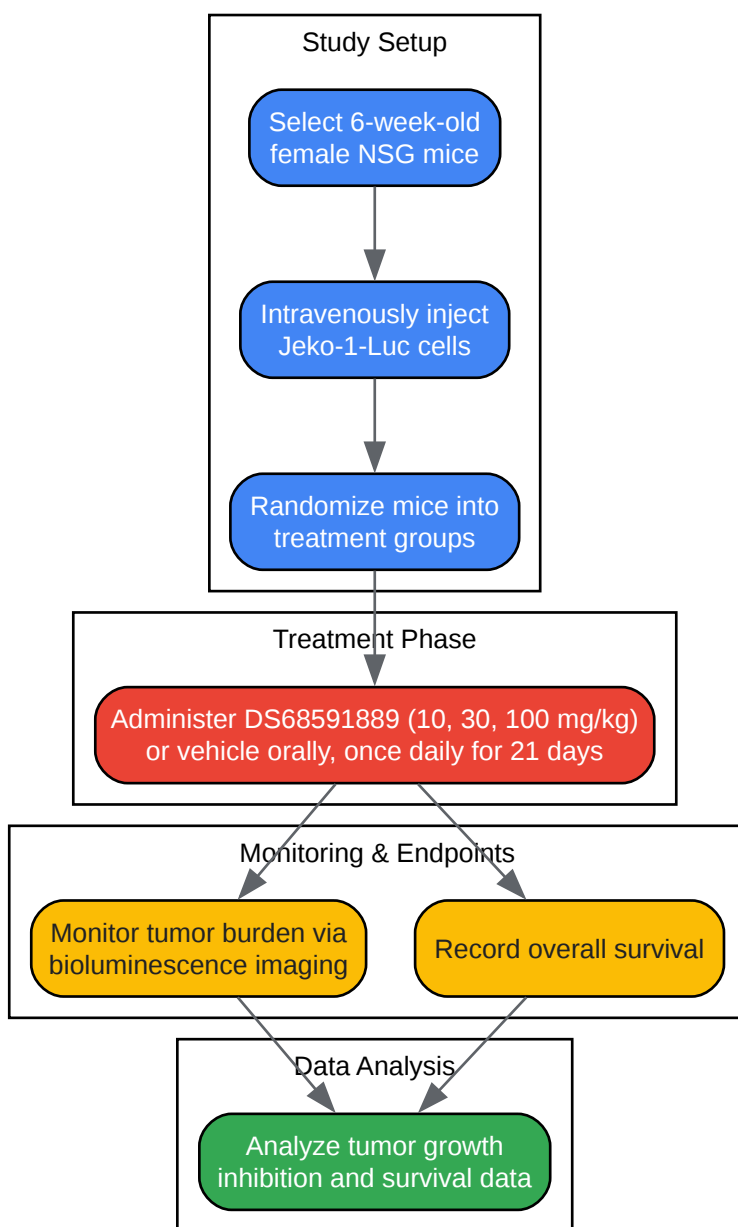 Study Setup
Select 6-week-old
female NSG mice
Intravenously inject
Jeko-1-Luc cells
Randomize mice into
treatment groups
Treatment Phase
Administer DS68591889 (10, 30, 100 mg/kg)
or vehicle orally, once daily for 21 days
Monitoring & Endpoints
Monitor tumor burden via
bioluminescence imaging
Record overall survival
Data Analysis
Analyze tumor growth
inhibition and survival data